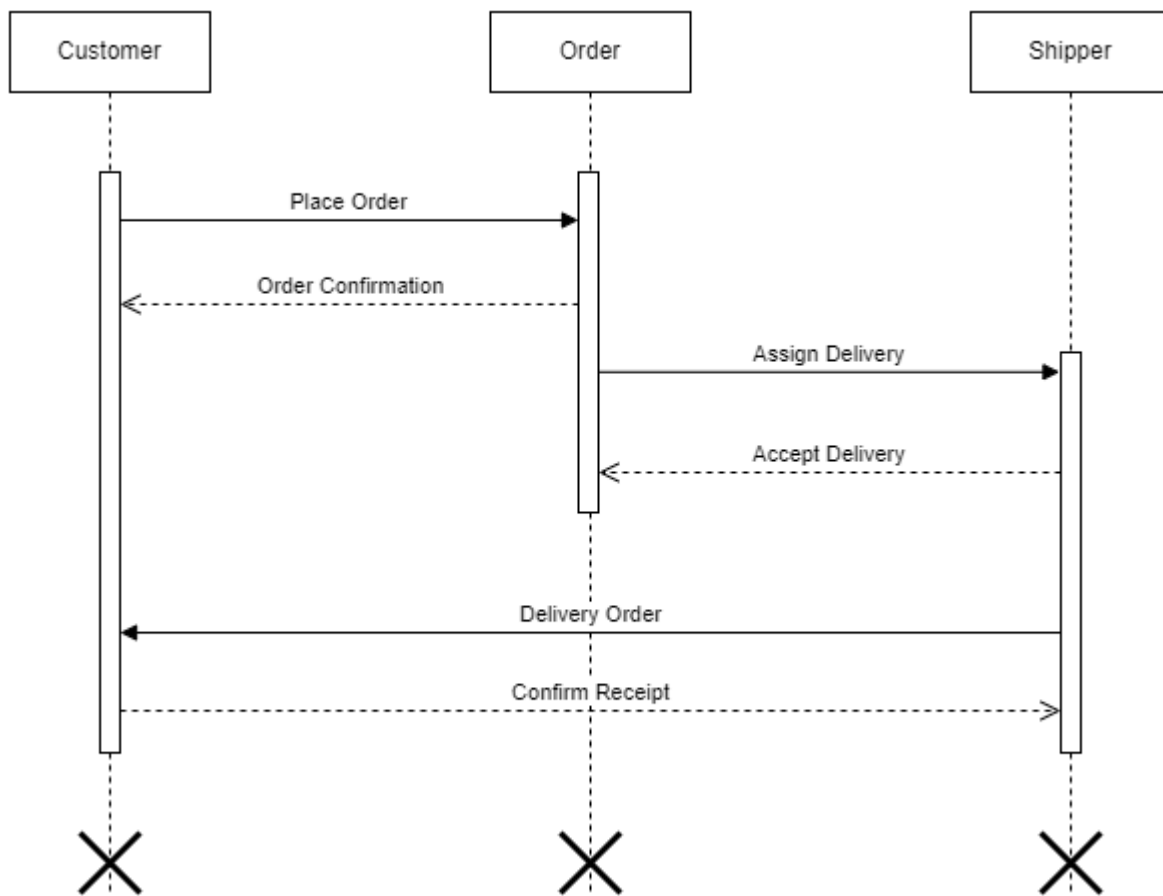 Customer
Order
Shipper
Place Order
Order Confirmation
Assign Delivery
Accept Delivery
Delivery Order
Confirm Receipt